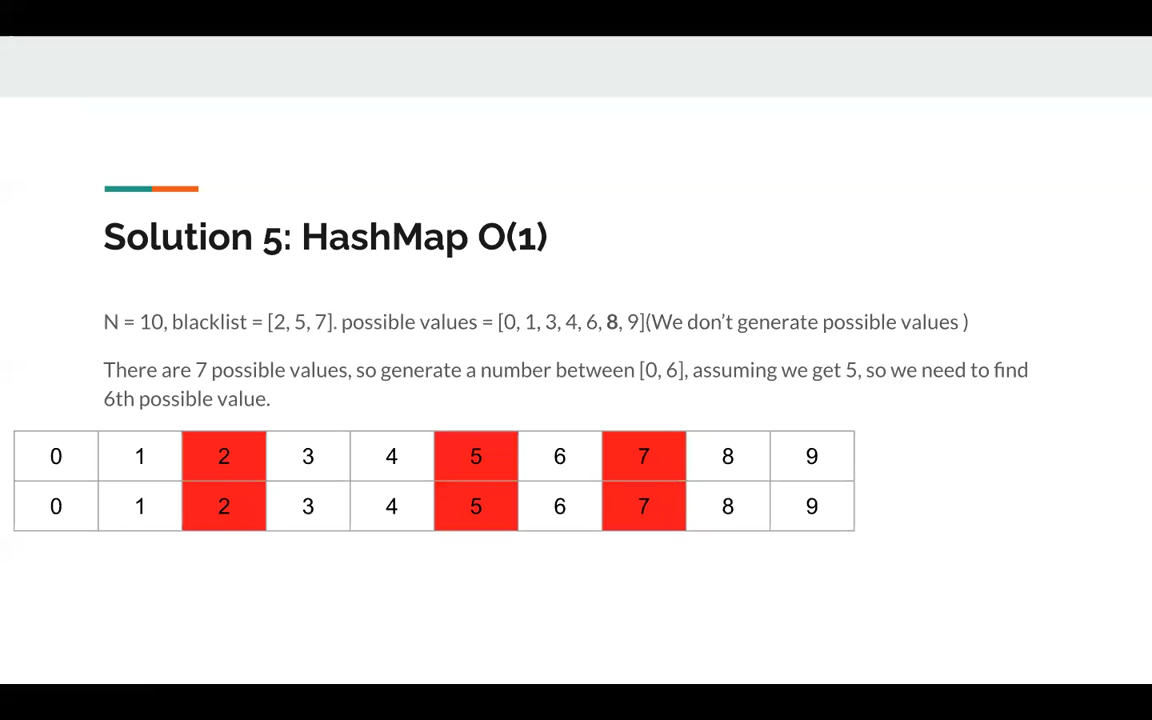 Solution 5: HashMap O(1)
N = 10, blacklist = [2, 5, 7]. possible values = [0, 1, 3, 4, 6, 8, 9](We don't generate possible values )
There are 7 possible values, so generate a number between [0, 6], assuming we get 5, so we need to find
6th possible value.
0 1 2 3 4 5 6 7 8 9
0 1 2 3 4 5 6 7 8 9